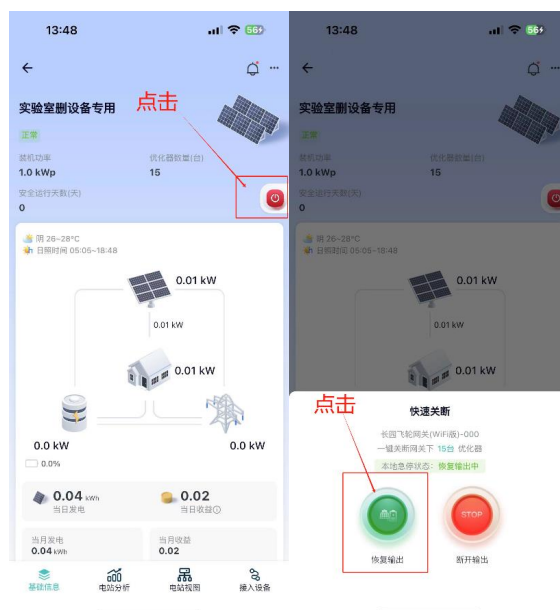 13:48
56
实验室删设备专用
点击
正常
装机功率
优化器数量(台)
1.0 kWp
15
安全运行天数(天)
0
阴 26~28°C
日照时间 05:05~18:48
0.01 kW
0.01 kW
0.01 kW
0.0 kW
0.0 kW
0.0%
0.04 kWh
当日发电
0.02
当日收益
当月发电
当月收益
0.04 kWh
0.02
基础信息
电站分析
电站视图
接入设备
13:48
56
实验室删设备专用
正常
装机功率
优化器数量(台)
1.0 kWp
15
安全运行天数(天)
0
阴 26~28°C
日照时间 05:05~18:48
0.01 kW
0.01 kW
0.01 kW
点击
快速关断
长园飞轮网关(WiFi版)-000
一键关断网关下 15台 优化器
本地急停状态: 恢复输出中
STOP
恢复输出
断开输出